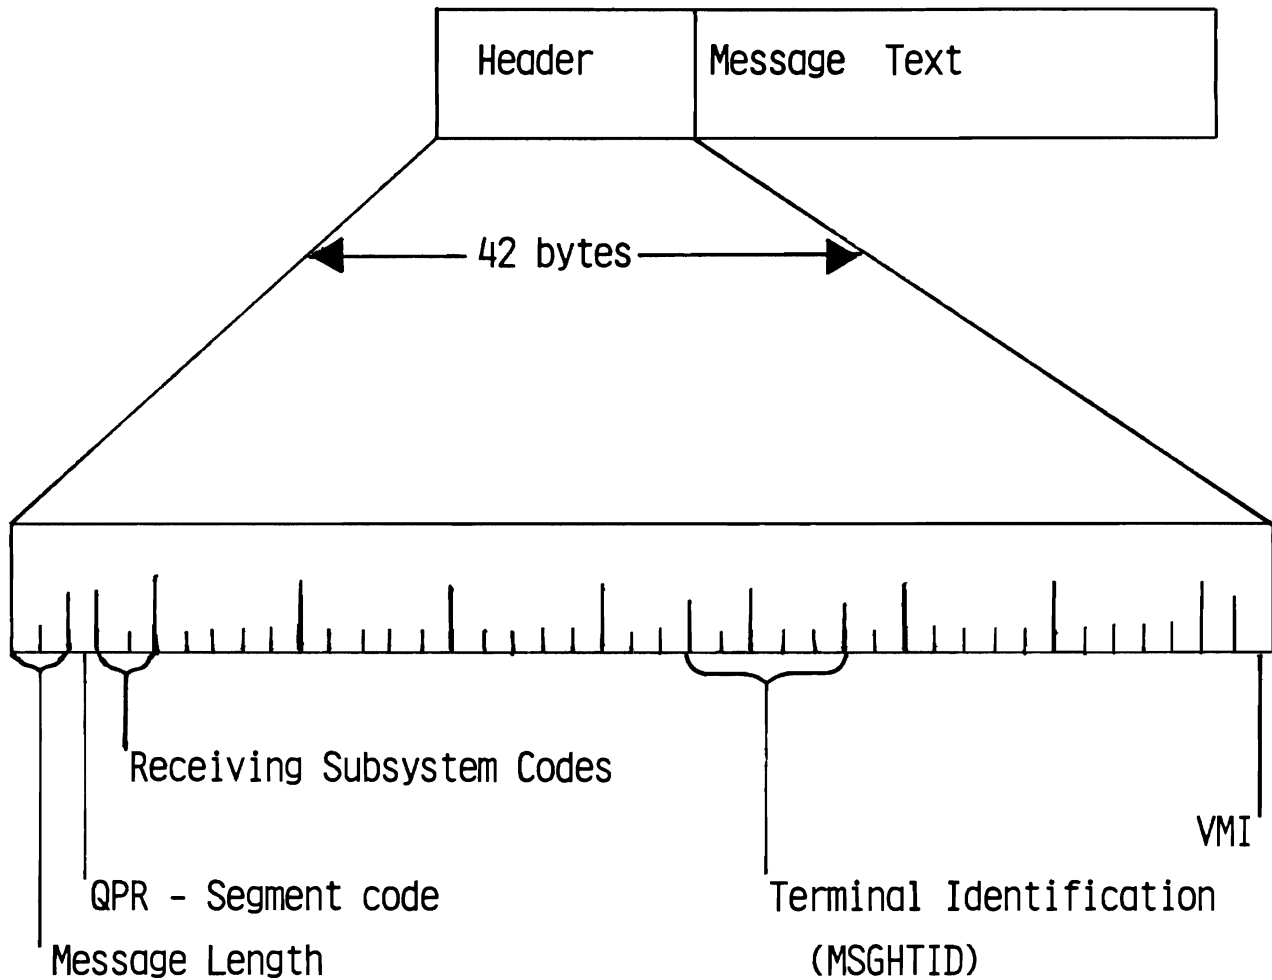 Header
Message Text
42 bytes
Receiving Subsystem Codes
VMI
QPR - Segment code
Terminal Identification
(MSGHTID)
Message Length